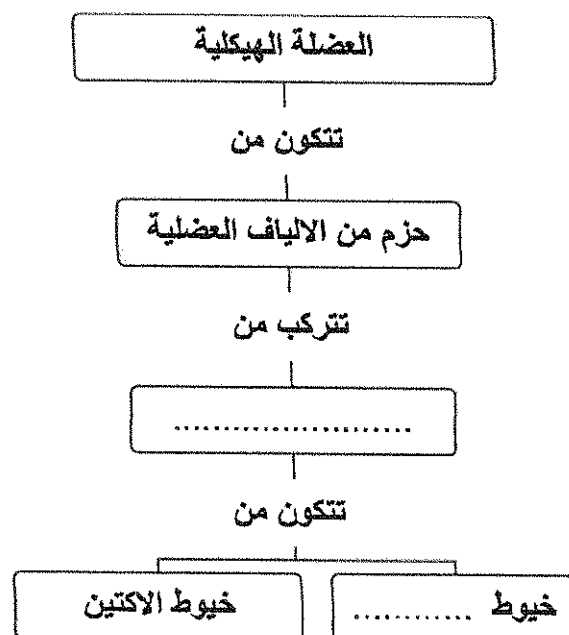 العضلة الهيكلية
تتكون من
حزم من الالياف العضلية
تتركب من
........................
تتكون من
خيوط ............
خيوط الاكتين